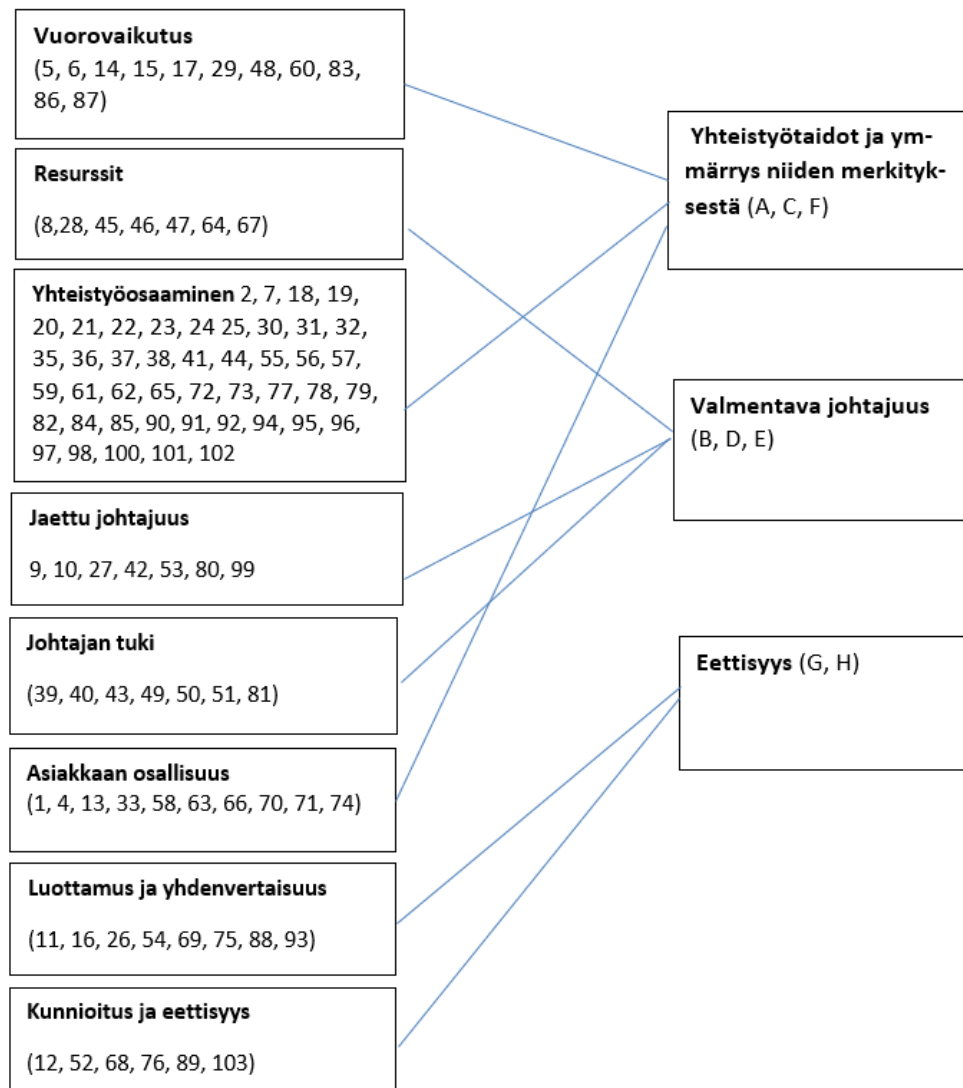 Vuorovaikutus
(5, 6, 14, 15, 17, 29, 48, 60, 83,
86, 87)
Resurssit
(8,28, 45, 46, 47, 64, 67)
Yhteistyöosaaminen 2, 7, 18, 19,
20, 21, 22, 23, 24 25, 30, 31, 32,
35, 36, 37, 38, 41, 44, 55, 56, 57,
59, 61, 62, 65, 72, 73, 77, 78, 79,
82, 84, 85, 90, 91, 92, 94, 95, 96,
97, 98, 100, 101, 102
Jaettu johtajuus
9, 10, 27, 42, 53, 80, 99
Johtajan tuki
(39, 40, 43, 49, 50, 51, 81)
Asiakkaan osallisuus
(1, 4, 13, 33, 58, 63, 66, 70, 71, 74)
Luottamus ja yhdenvertaisuus
(11, 16, 26, 54, 69, 75, 88, 93)
Kunnioitus ja eettisyys
(12, 52, 68, 76, 89, 103)
Yhteistyötaidot ja ym-
märrys niiden merkityk-
sestä (A, C, F)
Valmentava johtajuus
(B, D, E)
Eettisyys (G, H)